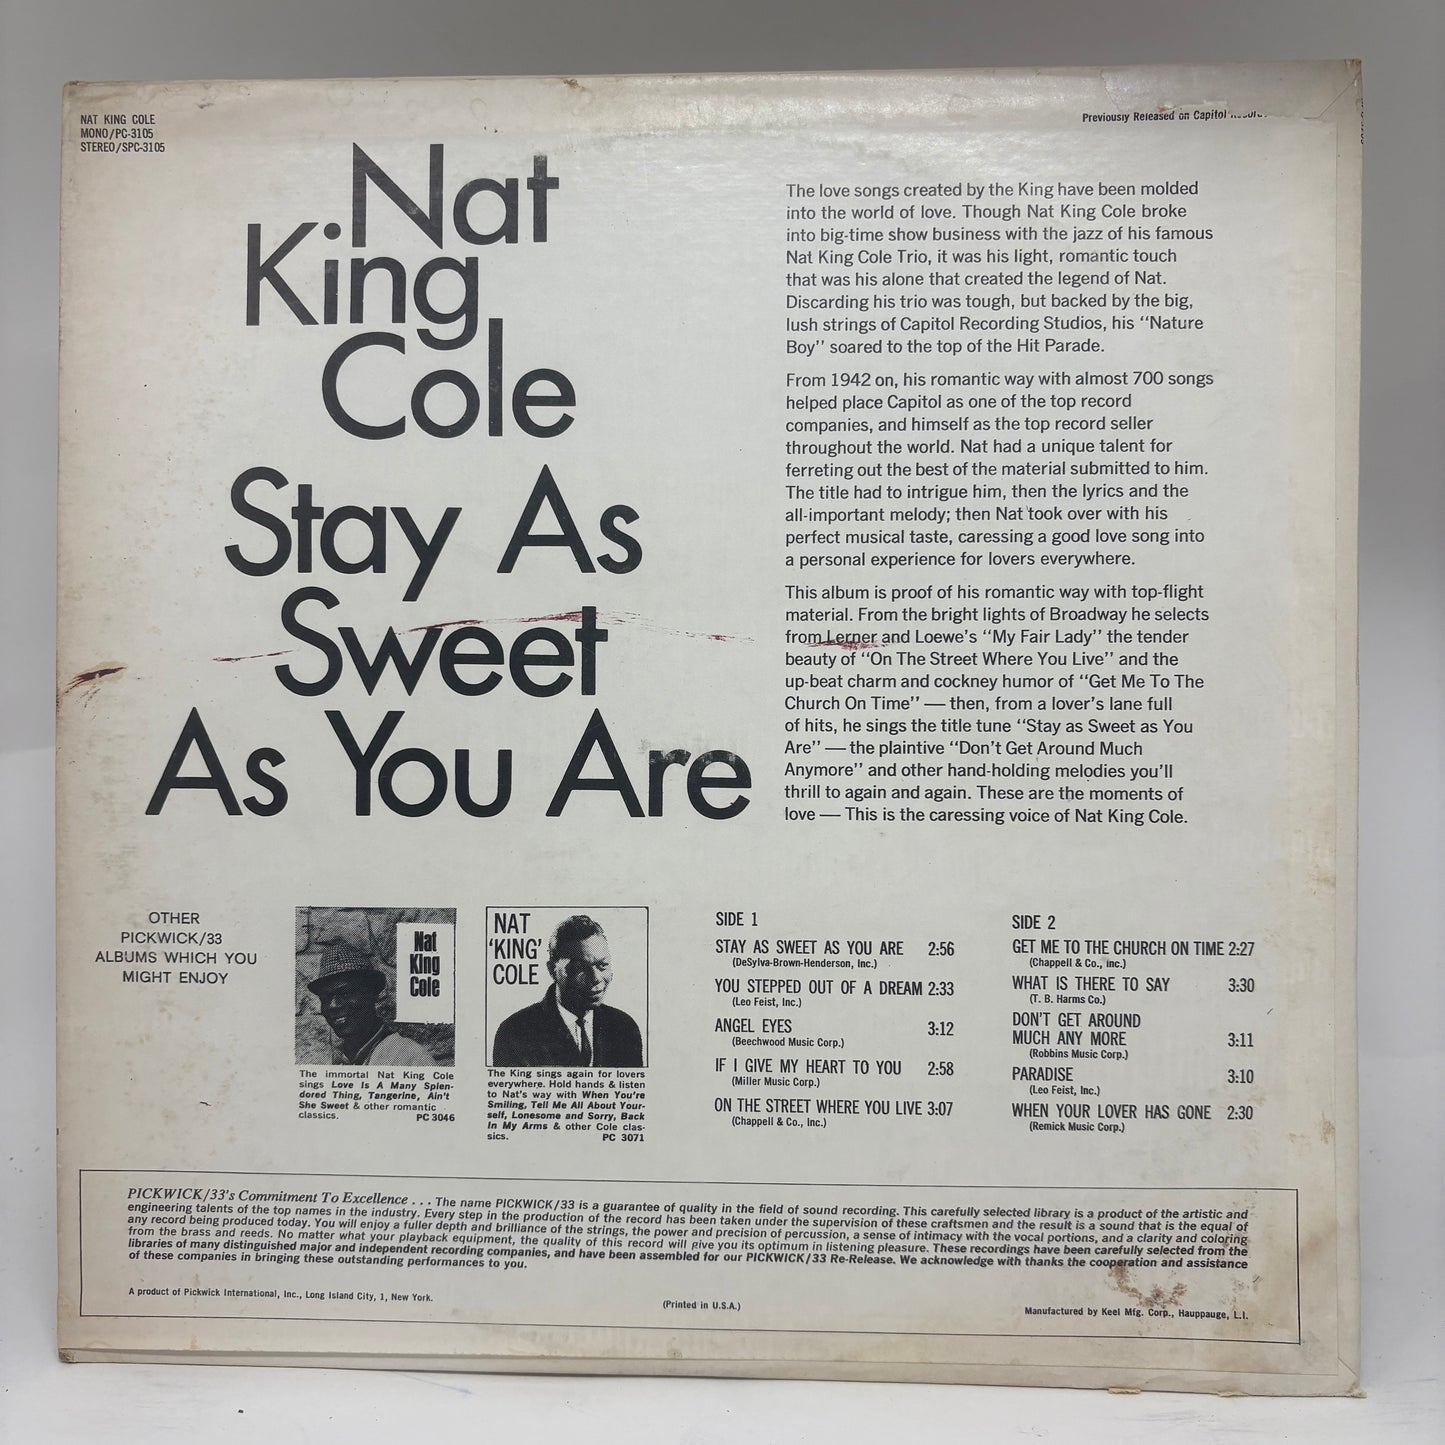 NAT KING COLE
MONO/PC-3105
STEREO/SPC-3105
Previously Released on Capitol
Nat
King
Cole
Stay As
Sweet
As You Are
The love songs created by the King have been molded
into the world of love. Though Nat King Cole broke
into big-time show business with the jazz of his famous
Nat King Cole Trio, it was his light, romantic touch
that was his alone that created the legend of Nat.
Discarding his trio was tough, but backed by the big,
lush strings of Capitol Recording Studios, his "Nature
Boy" soared to the top of the Hit Parade.
From 1942 on, his romantic way with almost 700 songs
helped place Capitol as one of the top record
companies, and himself as the top record seller
throughout the world. Nat had a unique talent for
ferreting out the best of the material submitted to him.
The title had to intrigue him, then the lyrics and the
all-important melody; then Nat took over with his
perfect musical taste, caressing a good love song into
a personal experience for lovers everywhere.
This album is proof of his romantic way with top-flight
material. From the bright lights of Broadway he selects
from Lerner and Loewe's "My Fair Lady" the tender
beauty of "On The Street Where You Live" and the
up-beat charm and cockney humor of "Get Me To The
Church On Time" — then, from a lover's lane full
of hits, he sings the title tune "Stay as Sweet as You
Are" — the plaintive "Don't Get Around Much
Anymore" and other hand-holding melodies you'll
thrill to again and again. These are the moments of
love — This is the caressing voice of Nat King Cole.
OTHER
PICKWICK/33
ALBUMS WHICH YOU
MIGHT ENJOY
Nat
King
Cole
The immortal Nat King Cole
sings Love Is A Many Splen-
dored Thing, Tangerine, Ain't
She Sweet & other romantic
classics. PC 3046
NAT
'KING'
COLE
The King sings again for lovers
everywhere. Hold hands & listen
to Nat's way with When You're
Smiling, Tell Me All About Your-
self, Lonesome and Sorry, Back
In My Arms & other Cole clas-
sics. PC 3071
SIDE 1
STAY AS SWEET AS YOU ARE 2:56
(DeSylva-Brown-Henderson, Inc.)
YOU STEPPED OUT OF A DREAM 2:33
(Leo Feist, Inc.)
ANGEL EYES 3:12
(Beechwood Music Corp.)
IF I GIVE MY HEART TO YOU 2:58
(Miller Music Corp.)
ON THE STREET WHERE YOU LIVE 3:07
(Chappell & Co., Inc.)
SIDE 2
GET ME TO THE CHURCH ON TIME 2:27
(Chappell & Co., Inc.)
WHAT IS THERE TO SAY 3:30
(T. B. Harms Co.)
DON'T GET AROUND
MUCH ANY MORE 3:11
(Robbins Music Corp.)
PARADISE 3:10
(Leo Feist, Inc.)
WHEN YOUR LOVER HAS GONE 2:30
(Remick Music Corp.)
PICKWICK/33's Commitment To Excellence . . . The name PICKWICK/33 is a guarantee of quality in the field of sound recording. This carefully selected library is a product of the artistic and
engineering talents of the top names in the industry. Every step in the production of the record has been taken under the supervision of these craftsmen and the result is a sound that is the equal of
any record being produced today. You will enjoy a fuller depth and brilliance of the strings, the power and precision of percussion, a sense of intimacy with the vocal portions, and a clarity and coloring
from the brass and reeds. No matter what your playback equipment, the quality of this record will give you its optimum in listening pleasure. These recordings have been carefully selected from the
libraries of many distinguished major and independent recording companies, and have been assembled for our PICKWICK/33 Re-Release. We acknowledge with thanks the cooperation and assistance
of these companies in bringing these outstanding performances to you.
A product of Pickwick International, Inc., Long Island City, 1, New York.
(Printed in U.S.A.)
Manufactured by Keel Mfg. Corp., Hauppauge, L.I.